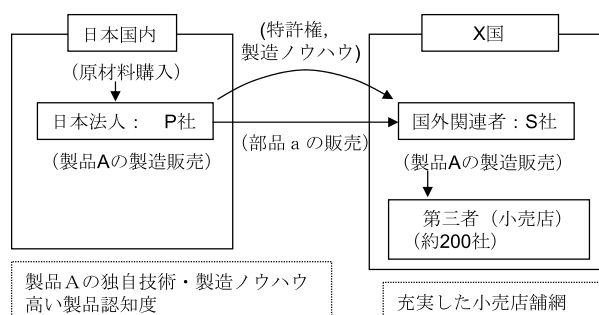 日本国内
(原材料購入)
日本法人： P社
(製品Aの製造販売)
(特許権,
製造ノウハウ)
(部品ａの販売)
X国
国外関連者：S社
(製品Aの製造販売)
第三者（小売店）
(約200社)
製品Ａの独自技術・製造ノウハウ
高い製品認知度
充実した小売店舗網